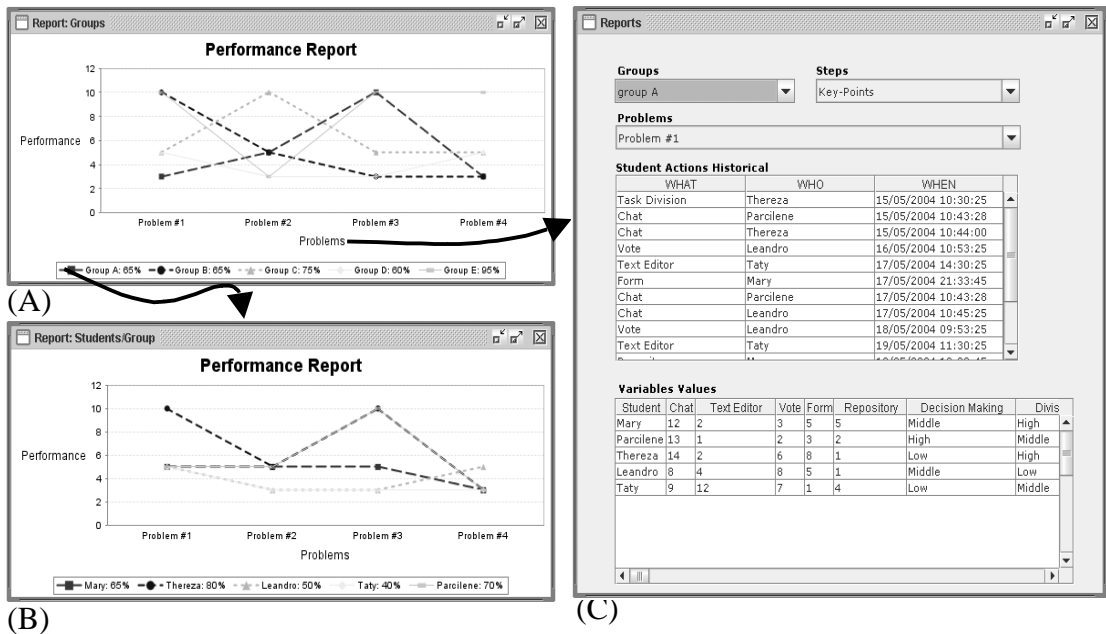 Report: Groups
Performance Report
12
10
8
6
4
2
0
Performance
Problem #1 Problem #2 Problem #3 Problem #4
Problems
Group A: 65% Group B: 65% Group C: 75% Group D: 60% Group E: 95%
(A)
Report: Students/Group
Performance Report
12
10
8
6
4
2
0
Performance
Problem #1 Problem #2 Problem #3 Problem #4
Problems
Mary: 65% Thereza: 80% Leandro: 50% Taty: 40% Parcilene: 70%
(B)
Reports
Groups Steps
group A Key-Points
Problems
Problem #1
Student Actions Historical
WHAT WHO WHEN
Task Division Thereza 15/05/2004 10:30:25
Chat Parcilene 15/05/2004 10:43:28
Chat Thereza 15/05/2004 10:44:00
Vote Leandro 16/05/2004 10:53:25
Text Editor Taty 17/05/2004 14:30:25
Form Mary 17/05/2004 21:33:45
Chat Parcilene 17/05/2004 10:43:28
Chat Leandro 17/05/2004 10:45:25
Vote Leandro 18/05/2004 09:53:25
Text Editor Taty 19/05/2004 11:30:25
Variables Values
Student Chat Text Editor Vote Form Repository Decision Making Divis
Mary 12 2 3 5 5 Middle High
Parcilene 13 1 2 3 2 High Middle
Thereza 14 2 6 8 1 Low High
Leandro 8 4 8 5 1 Middle Low
Taty 9 12 7 1 4 Low Middle
(C)